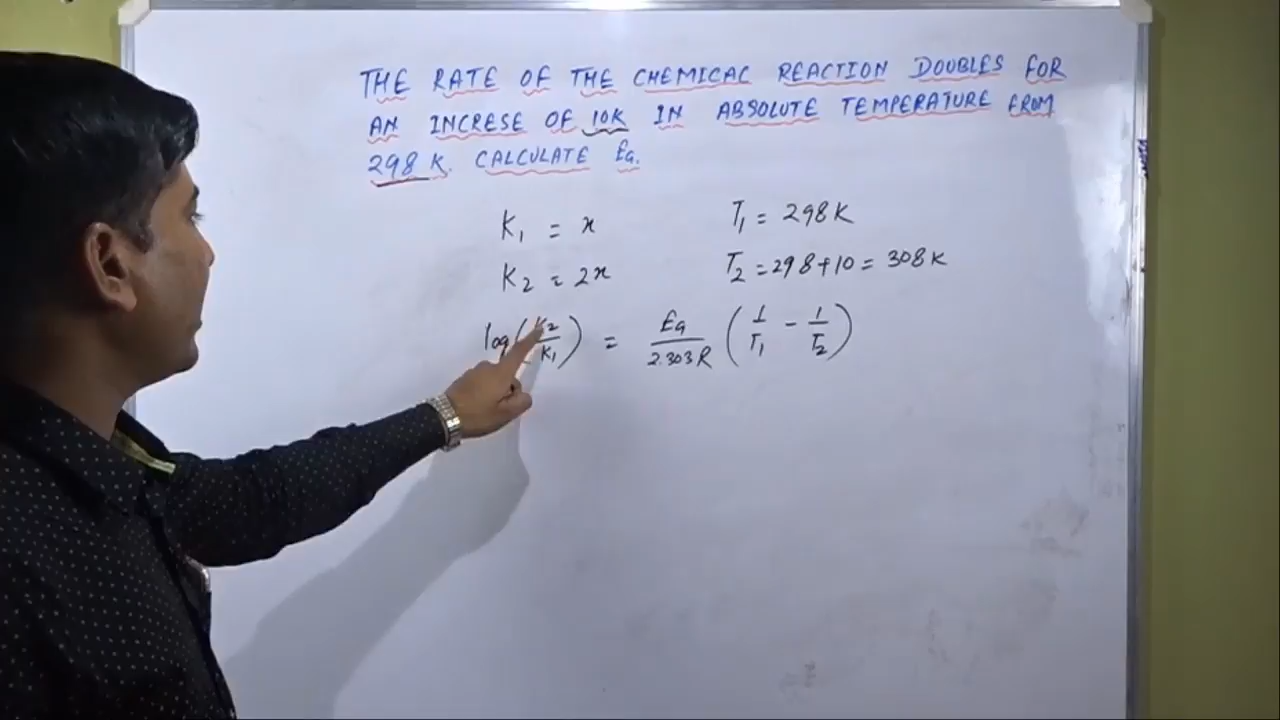 THE RATE OF THE CHEMICAL REACTION DOUBLES FOR
AN INCRESE OF 10K IN ABSOLUTE TEMPERATURE FROM
298 K. CALCULATE Ea.
K1 = x T1 = 298K
K2 = 2x T2 = 298+10 = 308K
log(K2/K1) = Ea/2.303R (1/T1 - 1/T2)